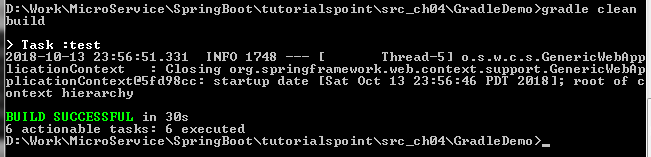 D:\Work\MicroService\SpringBoot\tutorialspoint\src_ch04\GradleDemo>gradle clean
build

> Task :test
2018-10-13 23:56:51.331  INFO 1748 --- [       Thread-5] o.s.w.c.s.GenericWebApp
licationContext   : Closing org.springframework.web.context.support.GenericWebAp
plicationContext@5fd98cc: startup date [Sat Oct 13 23:56:46 PDT 2018]; root of c
ontext hierarchy

BUILD SUCCESSFUL in 30s
6 actionable tasks: 6 executed
D:\Work\MicroService\SpringBoot\tutorialspoint\src_ch04\GradleDemo>_